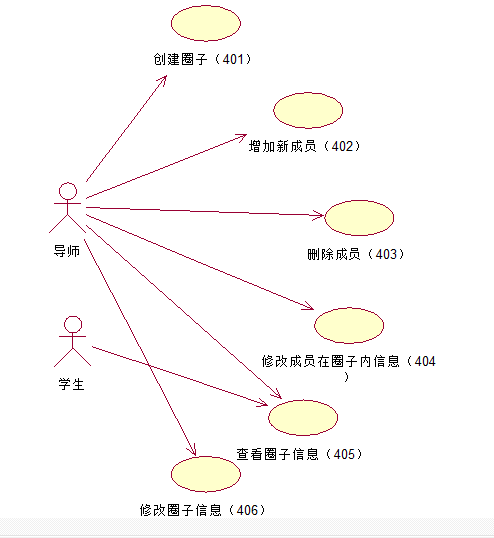 创建圈子（401）
增加新成员（402）
导师
删除成员（403）
学生
修改成员在圈子内信息（404
）
查看圈子信息（405）
修改圈子信息（406）